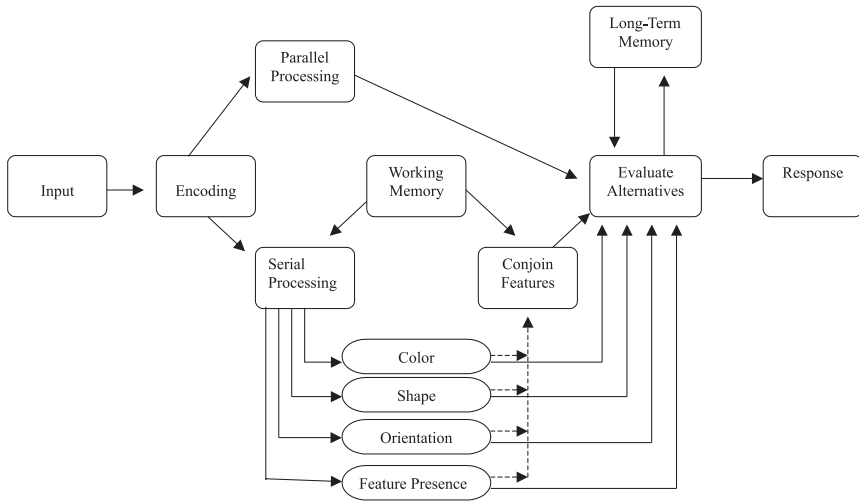 Parallel
Processing
Long-Term
Memory
Input
Encoding
Working
Memory
Evaluate
Alternatives
Response
Serial
Processing
Conjoin
Features
Color
Shape
Orientation
Feature Presence